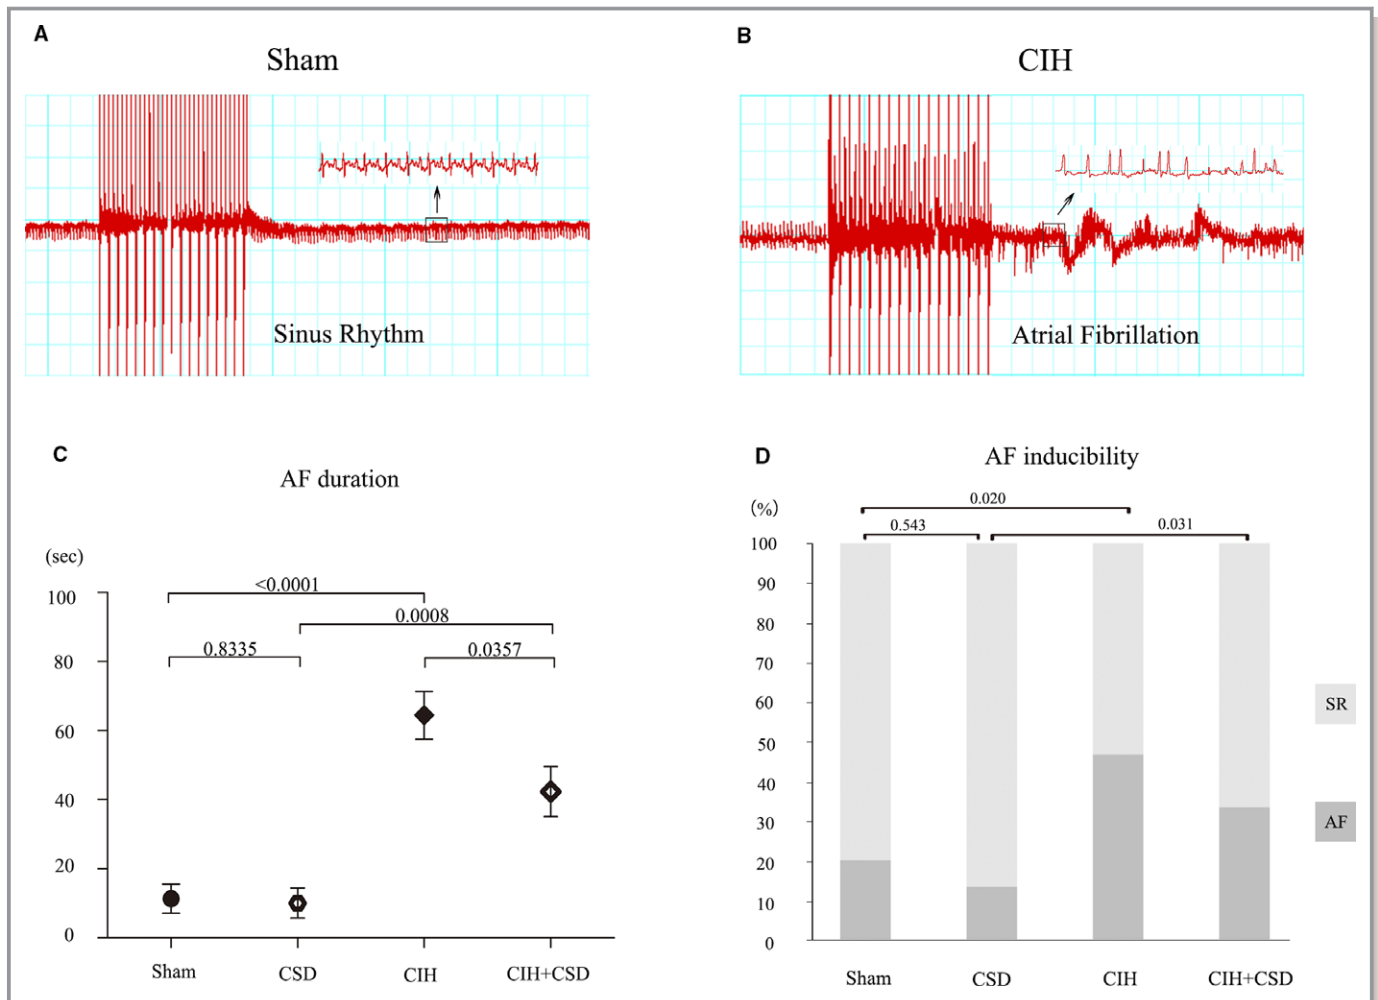 A
Sham
Sinus Rhythm
B
CIH
Atrial Fibrillation
C
AF duration
(sec)
<0.0001
0.0008
0.8335
0.0357
100
80
60
40
20
0
Sham
CSD
CIH
CIH+CSD
D
AF inducibility
(%)
0.020
0.543
0.031
100
90
80
70
60
50
40
30
20
10
0
Sham
CSD
CIH
CIH+CSD
SR
AF